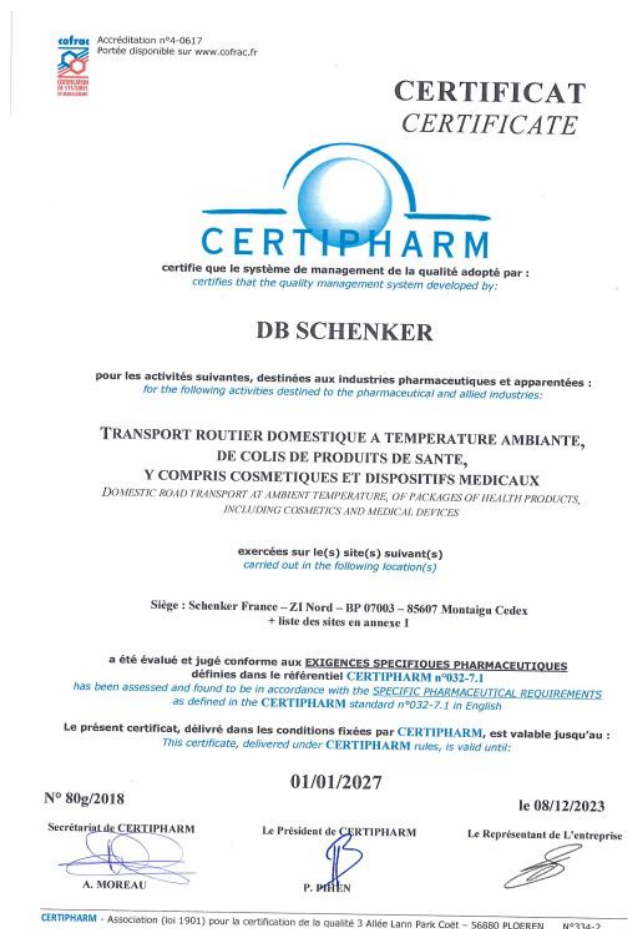 cofrac
Accréditation n°4-0617
Portée disponible sur www.cofrac.fr
CERTIFICATION
DE SYSTEMES
DE MANAGEMENT
CERTIFICAT
CERTIFICATE
CERTIPHARM
certifie que le système de management de la qualité adopté par :
certifies that the quality management system developed by:
DB SCHENKER
pour les activités suivantes, destinées aux industries pharmaceutiques et apparentées :
for the following activities destined to the pharmaceutical and allied industries:
TRANSPORT ROUTIER DOMESTIQUE A TEMPERATURE AMBIANTE,
DE COLIS DE PRODUITS DE SANTE,
Y COMPRIS COSMETIQUES ET DISPOSITIFS MEDICAUX
DOMESTIC ROAD TRANSPORT AT AMBIENT TEMPERATURE, OF PACKAGES OF HEALTH PRODUCTS,
INCLUDING COSMETICS AND MEDICAL DEVICES
exercées sur le(s) site(s) suivant(s)
carried out in the following location(s)
Siège : Schenker France – ZI Nord – BP 07003 – 85607 Montaigu Cedex
+ liste des sites en annexe 1
a été évalué et jugé conforme aux EXIGENCES SPECIFIQUES PHARMACEUTIQUES
définies dans le référentiel CERTIPHARM n°032-7.1
has been assessed and found to be in accordance with the SPECIFIC PHARMACEUTICAL REQUIREMENTS
as defined in the CERTIPHARM standard n°032-7.1 in English
Le présent certificat, délivré dans les conditions fixées par CERTIPHARM, est valable jusqu'au :
This certificate, delivered under CERTIPHARM rules, is valid until:
01/01/2027
N° 80g/2018
le 08/12/2023
Secrétariat de CERTIPHARM
Le Président de CERTIPHARM
Le Représentant de L'entreprise
A. MOREAU
P. PIHEN
CERTIPHARM - Association (loi 1901) pour la certification de la qualité 3 Allée Lann Park Coët – 56880 PLOEREN N°334-2